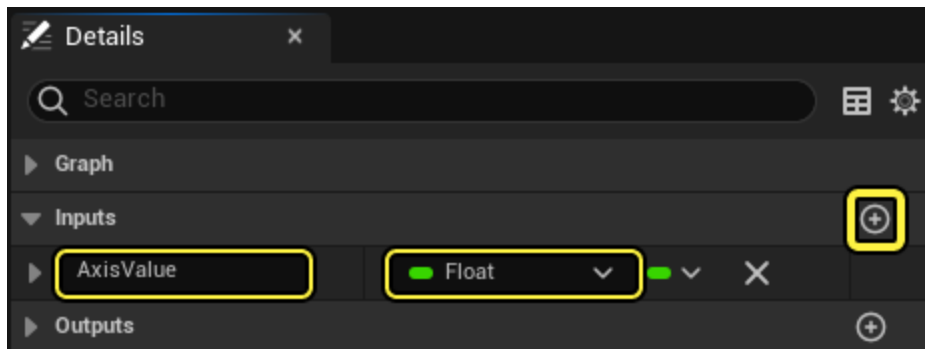 Details
Search
Graph
Inputs
AxisValue Float
Outputs